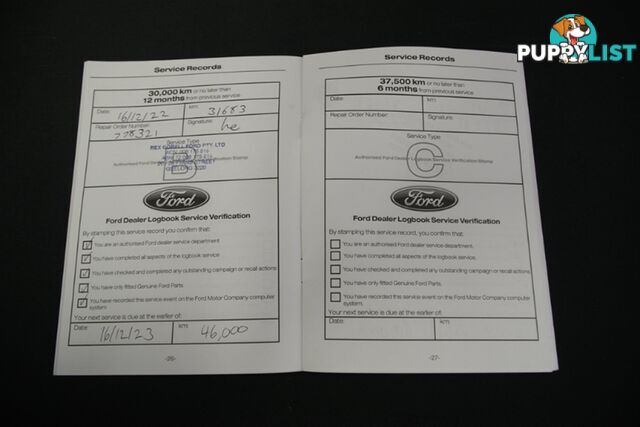 PUPPYLIST
Service Records
30,000 km or no later than
12 months from previous service
Date: 16/12/22 km: 31683
Repair Order Number: 778321 Signature:
Service Type
B
REX GORELL FORD PTY LTD
Authorised Ford Dealer Logbook Service Verification Stamp
Ford
Ford Dealer Logbook Service Verification
By stamping this service record you confirm that:
You are an authorised Ford dealer service department
You have completed all aspects of the logbook service
You have checked and completed any outstanding campaign or recall actions
You have only fitted Genuine Ford Parts.
You have recorded this service event on the Ford Motor Company computer
system.
Your next service is due at the earlier of:
Date: 16/12/23 km: 46,000
-26-
Service Records
37,500 km or no later than
6 months from previous service
Date: km:
Repair Order Number: Signature:
Service Type
C
Authorised Ford Dealer Logbook Service Verification Stamp
Ford
Ford Dealer Logbook Service Verification
By stamping this service record, you confirm that:
You are an authorised Ford dealer service department.
You have completed all aspects of the logbook service.
You have checked and completed any outstanding campaign or recall actions
You have only fitted Genuine Ford Parts.
You have recorded this service event on the Ford Motor Company computer
system.
Your next service is due at the earlier of:
Date: km:
-27-